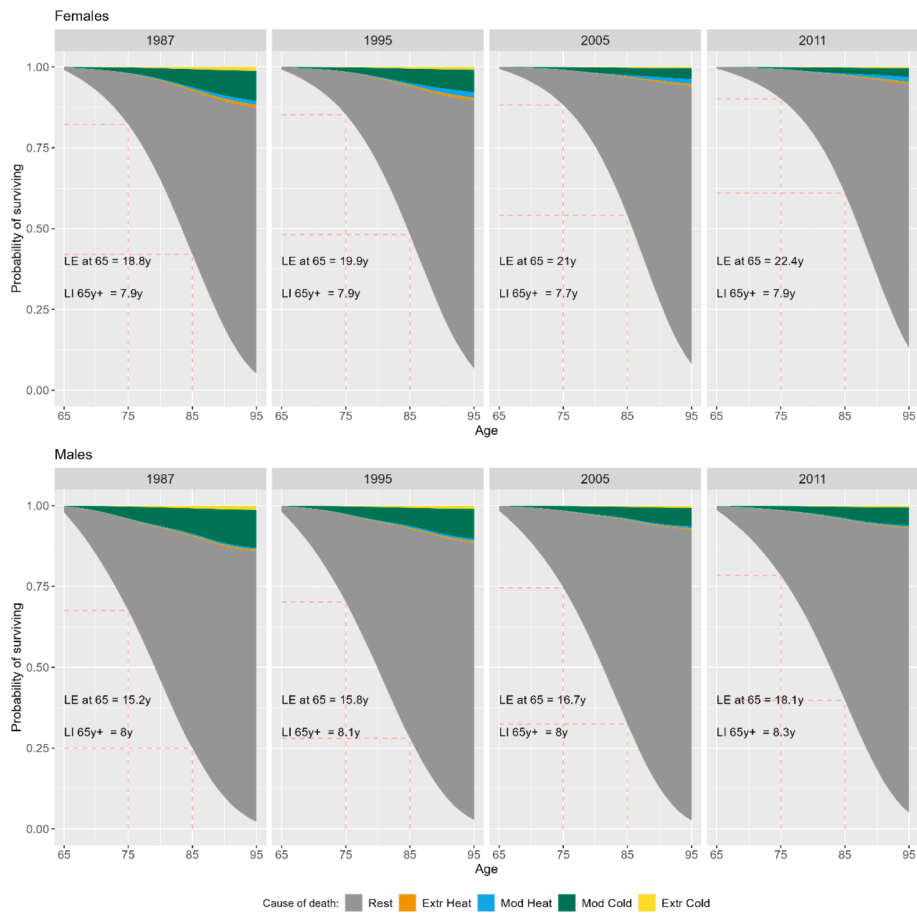 Females
1987 1995 2005 2011
Probability of surviving
1.00
0.75
0.50
0.25
0.00
LE at 65 = 18.8y LE at 65 = 19.9y LE at 65 = 21y LE at 65 = 22.4y
LI 65y+ = 7.9y LI 65y+ = 7.9y LI 65y+ = 7.7y LI 65y+ = 7.9y
65 75 85 95 65 75 85 95 65 75 85 95 65 75 85 95
Age
Males
1987 1995 2005 2011
Probability of surviving
1.00
0.75
0.50
0.25
0.00
LE at 65 = 15.2y LE at 65 = 15.8y LE at 65 = 16.7y LE at 65 = 18.1y
LI 65y+ = 8y LI 65y+ = 8.1y LI 65y+ = 8y LI 65y+ = 8.3y
65 75 85 95 65 75 85 95 65 75 85 95 65 75 85 95
Age
Cause of death: Rest Extr Heat Mod Heat Mod Cold Extr Cold